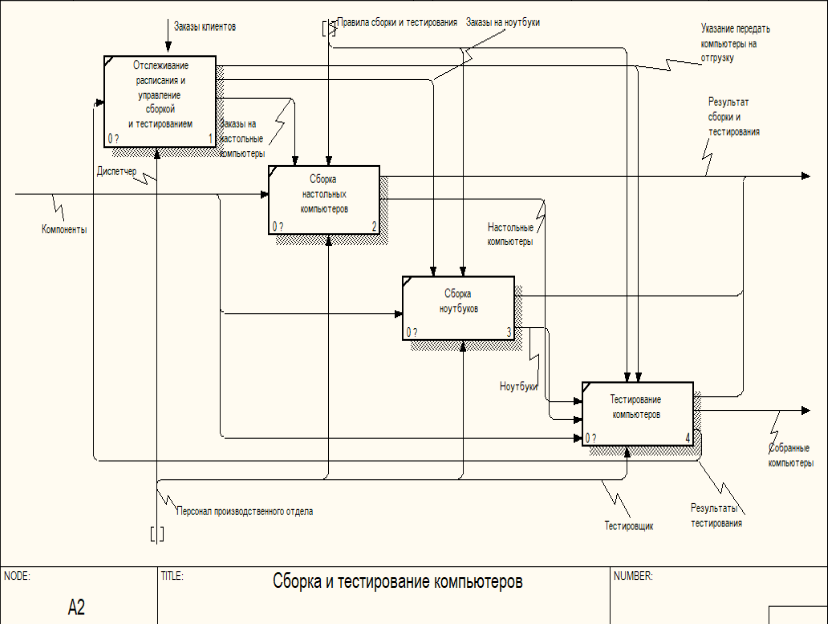 Заказы клиентов
Правила сборки и тестирования
Заказы на ноутбуки
Указание передать
компьютеры на
отгрузку
Отслеживание
расписания и
управление
сборкой
и тестированием
0 ?
1
Результат
сборки и
тестирования
Заказы на
настольные
компьютеры
Диспетчер
Сборка
настольных
компьютеров
0 ?
2
Компоненты
Настольные
компьютеры
Сборка
ноутбуков
0 ?
3
Ноутбуки
Тестирование
компьютеров
0 ?
4
Собранные
компьютеры
Персонал производственного отдела
Тестировщик
Результаты
тестирования
NODE:
A2
TITLE:
Сборка и тестирование компьютеров
NUMBER: